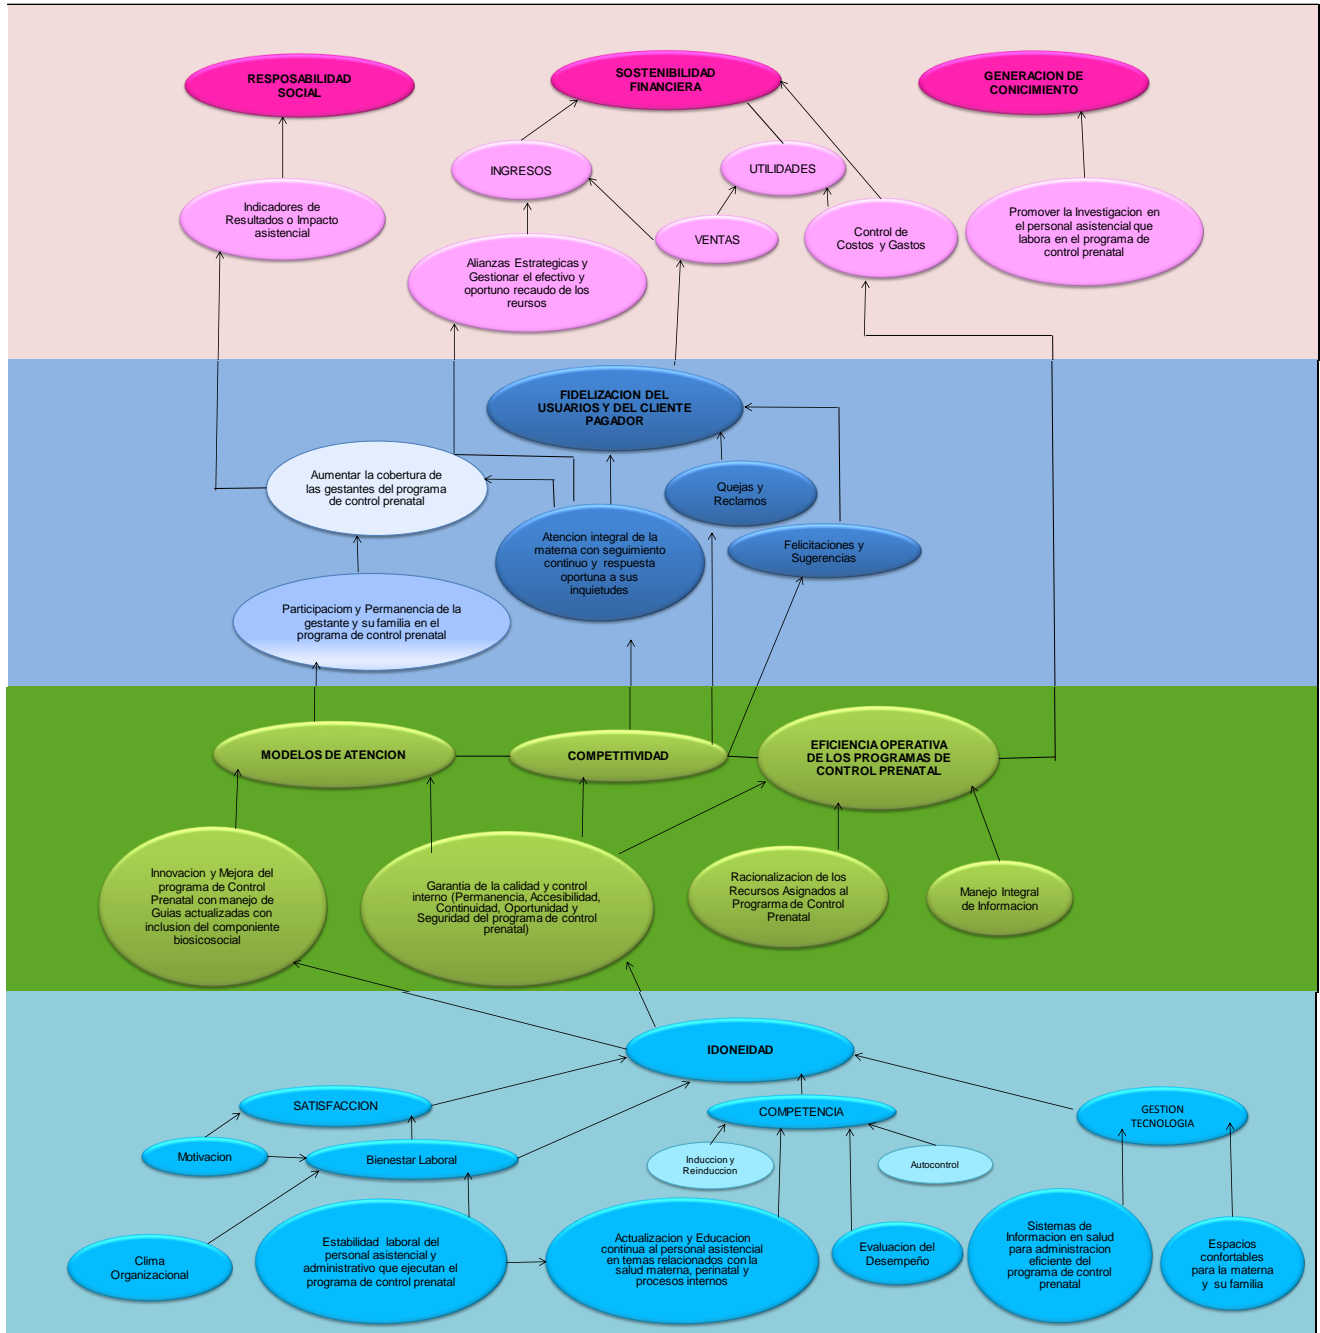 RESPOSABILIDAD
SOCIAL
SOSTENIBILIDAD
FINANCIERA
GENERACION DE
CONICIMIENTO
INGRESOS
UTILIDADES
Indicadores de
Resultados o Impacto
asistencial
VENTAS
Control de
Costos y Gastos
Promover la Investigacion en
el personal asistencial que
labora en el programa de
control prenatal
Alianzas Estrategicas y
Gestionar el efectivo y
oportuno recaudo de los
reursos
FIDELIZACION DEL
USUARIOS Y DEL CLIENTE
PAGADOR
Aumentar la cobertura de
las gestantes del programa
de control prenatal
Quejas y
Reclamos
Atencion integral de la
materna con seguimiento
continuo y respuesta
oportuna a sus
inquietudes
Felicitaciones y
Sugerencias
Participaciom y Permanencia de la
gestante y su familia en el
programa de control prenatal
MODELOS DE ATENCION
COMPETITIVIDAD
EFICIENCIA OPERATIVA
DE LOS PROGRAMAS DE
CONTROL PRENATAL
Innovacion y Mejora del
programa de Control
Prenatal con manejo de
Guias actualizadas con
inclusion del componiente
biosicosocial
Garantia de la calidad y control
interno (Permanencia, Accesibilidad,
Continuidad, Oportunidad y
Seguridad del programa de control
prenatal)
Racionalizacion de los
Recursos Asignados al
Prograrma de Control
Prenatal
Manejo Integral
de Informacion
IDONEIDAD
SATISFACCION
COMPETENCIA
GESTION
TECNOLOGIA
Motivacion
Bienestar Laboral
Induccion y
Reinduccion
Autocontrol
Clima
Organizacional
Estabilidad laboral del
personal asistencial y
administrativo que ejecutan el
programa de control prenatal
Actualizacion y Educacion
continua al personal asistencial
en temas relacionados con la
salud materna, perinatal y
procesos internos
Evaluacion del
Desempeño
Sistemas de
Informacion en salud
para administracion
eficiente del
programa de control
prenatal
Espacios
confortables
para la materna
y su familia